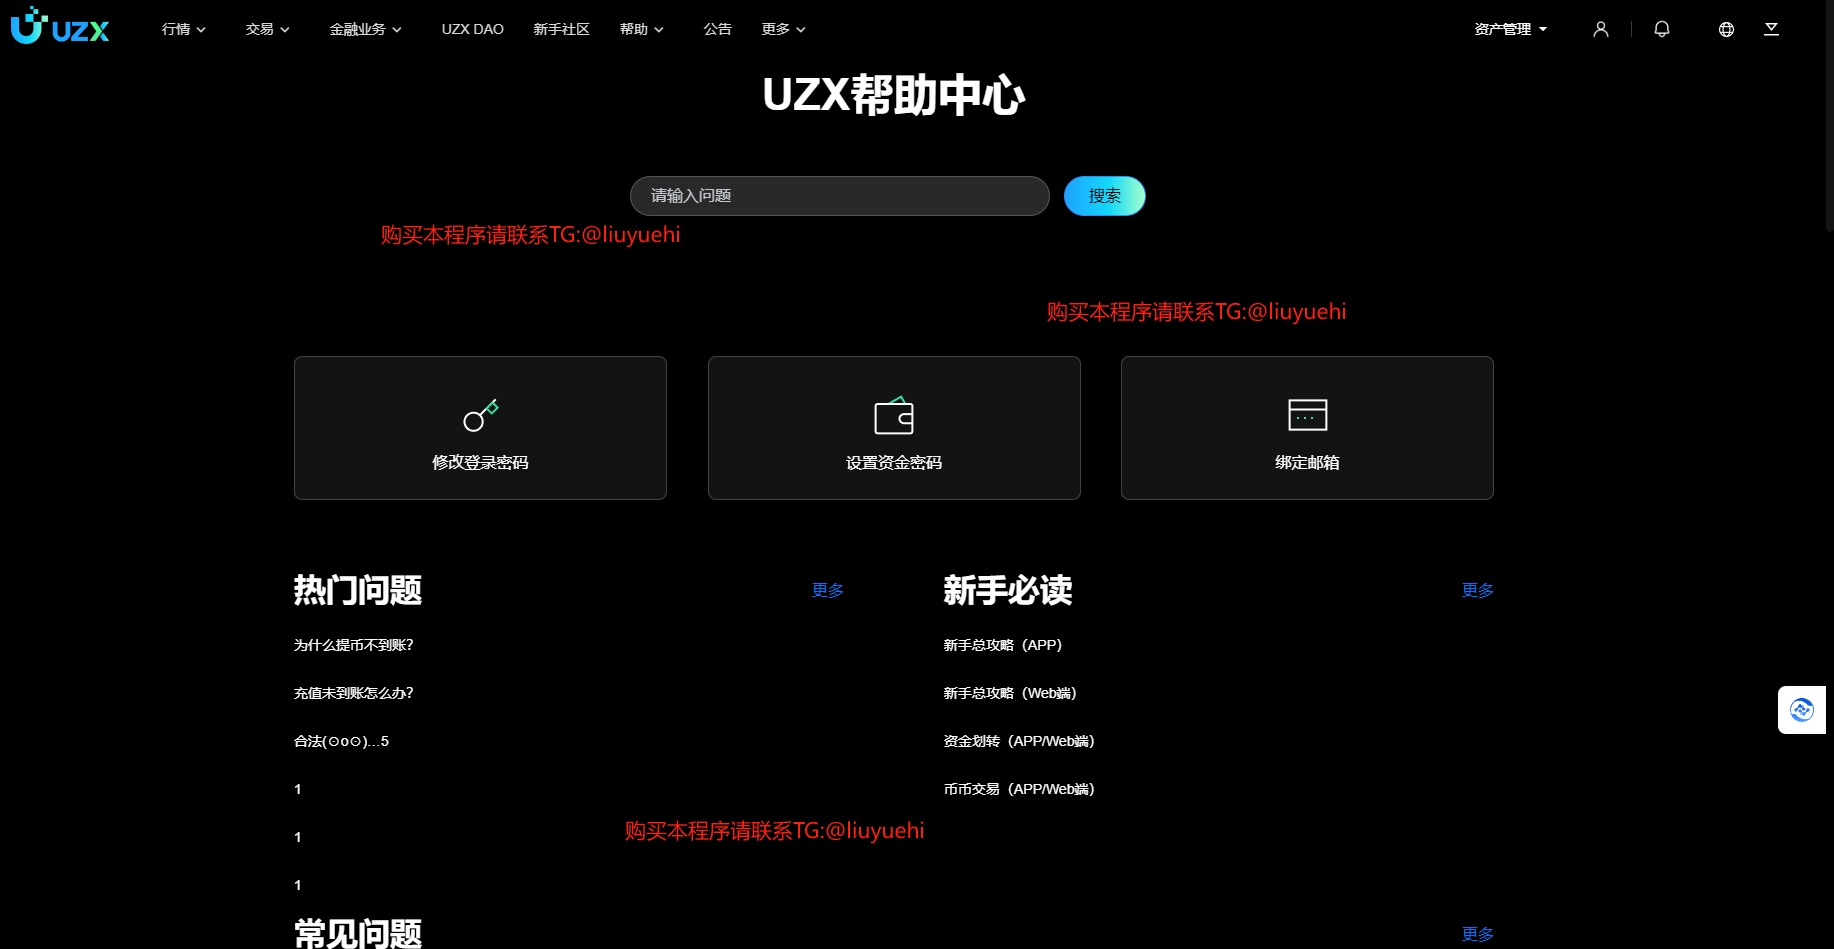 UZX 行情 交易 金融业务 UZX DAO 新手社区 帮助 公告 更多 资产管理
UZX帮助中心
请输入问题 搜索
购买本程序请联系TG:@liuyuehi
购买本程序请联系TG:@liuyuehi
修改登录密码 设置资金密码 绑定邮箱
热门问题 更多
为什么提币不到账？
充值未到账怎么办？
合法(⊙o⊙)…5
1
1
1
新手必读 更多
新手总攻略（APP）
新手总攻略（Web端）
资金划转（APP/Web端）
币币交易（APP/Web端）
购买本程序请联系TG:@liuyuehi
常见问题 更多